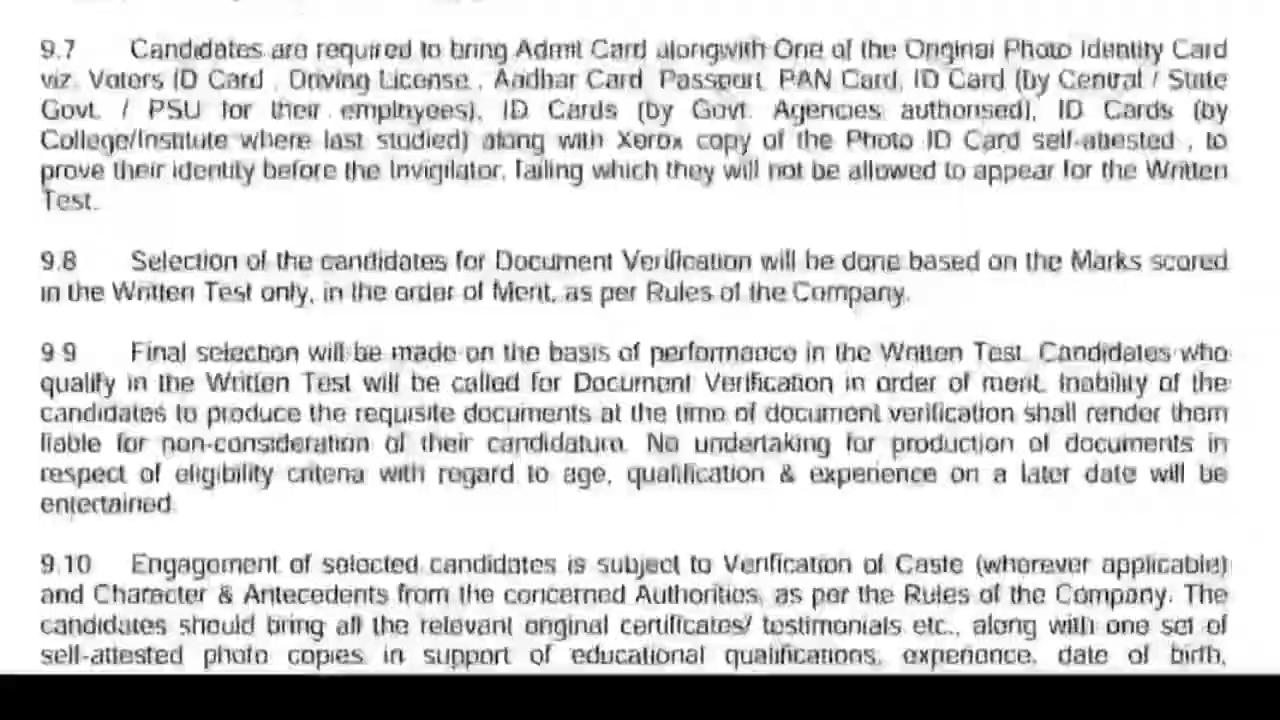 9.7 Candidates are required to bring Admit Card alongwith One of the Original Photo Identity Card
viz. Voters ID Card , Driving License , Aadhar Card, Passport, PAN Card, ID Card (by Central / State
Govt. / PSU for their employees), ID Cards (by Govt. Agencies authorised), ID Cards (by
College/Institute where last studied) along with Xerox copy of the Photo ID Card self-attested , to
prove their identity before the Invigilator, failing which they will not be allowed to appear for the Written
Test.
9.8 Selection of the candidates for Document Verification will be done based on the Marks scored
in the Written Test only, in the order of Merit, as per Rules of the Company.
9.9 Final selection will be made on the basis of performance in the Written Test. Candidates who
qualify in the Written Test will be called for Document Verification in order of merit. Inability of the
candidates to produce the requisite documents at the time of document verification shall render them
liable for non-consideration of their candidature. No undertaking for production of documents in
respect of eligibility criteria with regard to age, qualification & experience on a later date will be
entertained.
9.10 Engagement of selected candidates is subject to Verification of Caste (wherever applicable)
and Character & Antecedents from the concerned Authorities, as per the Rules of the Company. The
candidates should bring all the relevant original certificates/ testimonials etc., along with one set of
self-attested photo copies in support of educational qualifications, experience, date of birth,